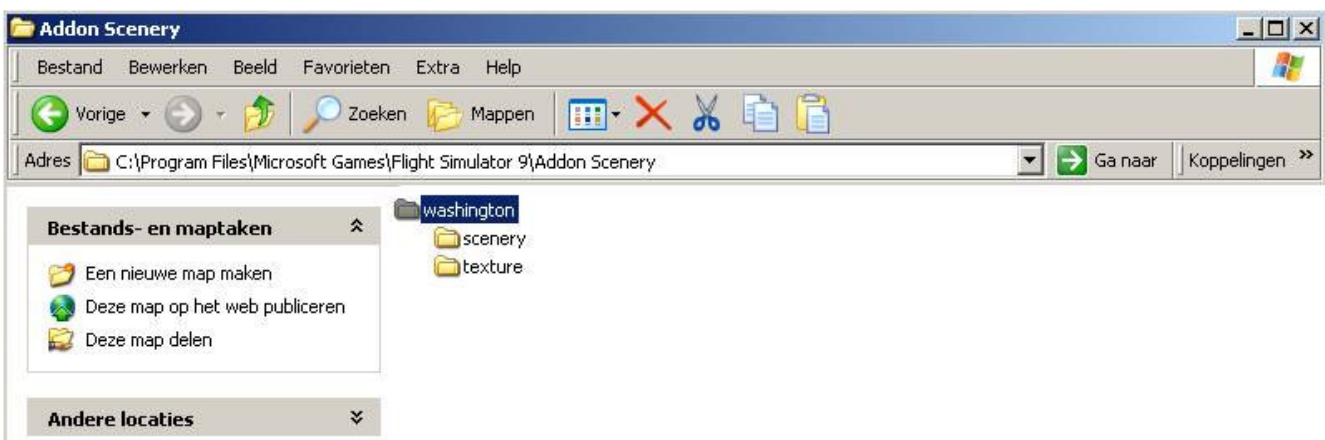 Addon Scenery
Bestand Bewerken Beeld Favorieten Extra Help
Vorige Zoeken Mappen
Adres C:\Program Files\Microsoft Games\Flight Simulator 9\Addon Scenery Ga naar Koppelingen »
washington
scenery
texture
Bestands- en maptaken
Een nieuwe map maken
Deze map op het web publiceren
Deze map delen
Andere locaties